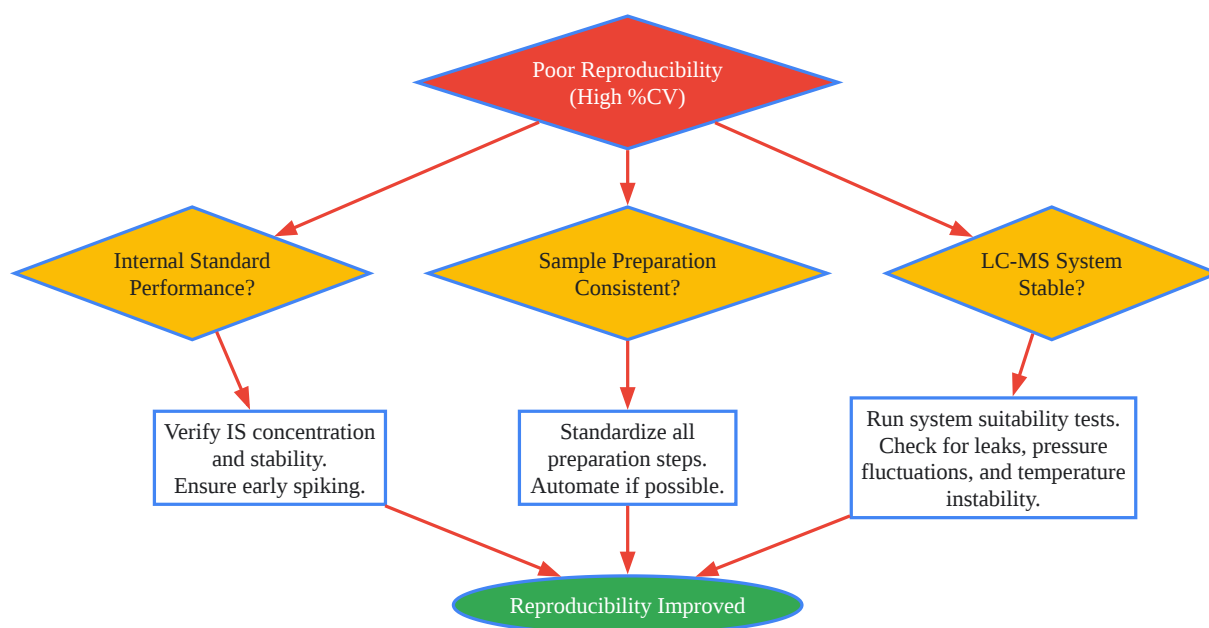 Poor Reproducibility
(High %CV)
Internal Standard
Performance?
Sample Preparation
Consistent?
LC-MS System
Stable?
Verify IS concentration
and stability.
Ensure early spiking.
Standardize all
preparation steps.
Automate if possible.
Run system suitability tests.
Check for leaks, pressure
fluctuations, and temperature
instability.
Reproducibility Improved